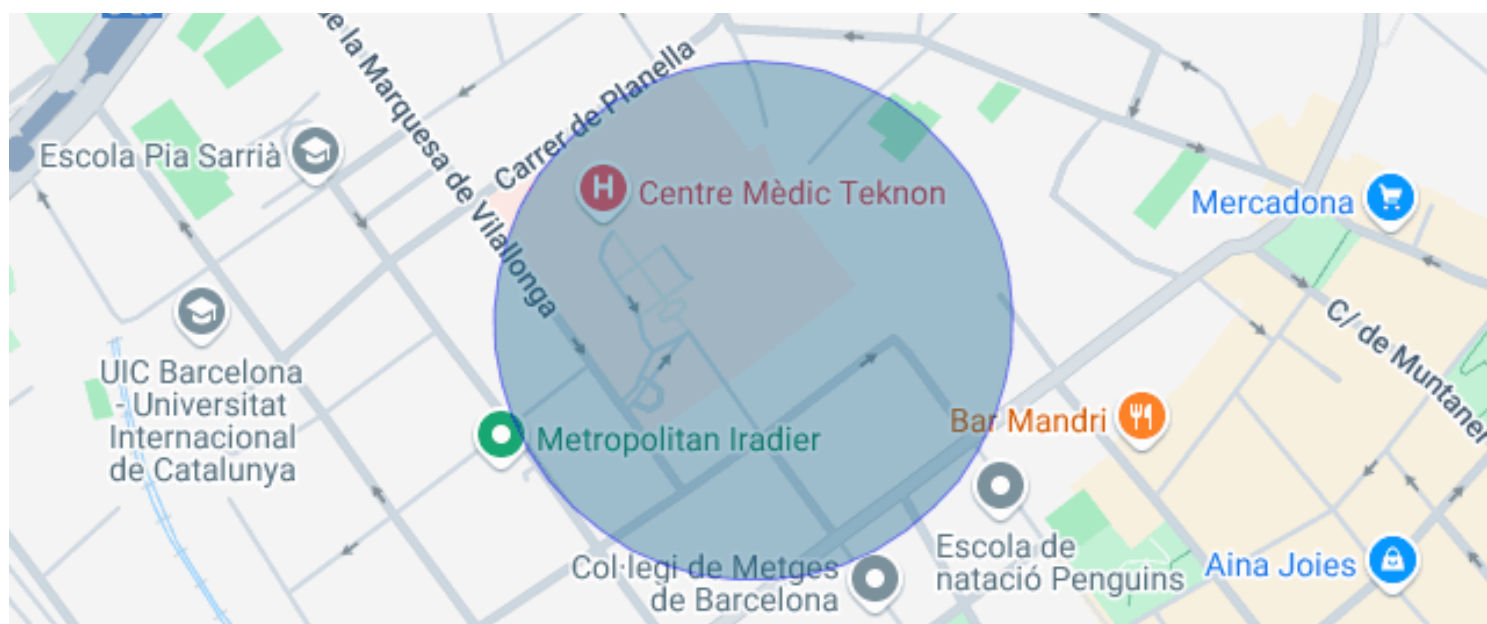 de la Marquesa de Vilallonga
Carrer de Planella
Escola Pia Sarrià
H
Centre Mèdic Teknon
Mercadona
UIC Barcelona
- Universitat
Internacional
de Catalunya
C/ de Muntaner
Bar Mandri
Metropolitan Iradier
Escola de
natació Penguins
Col·legi de Metges
de Barcelona
Aina Joies